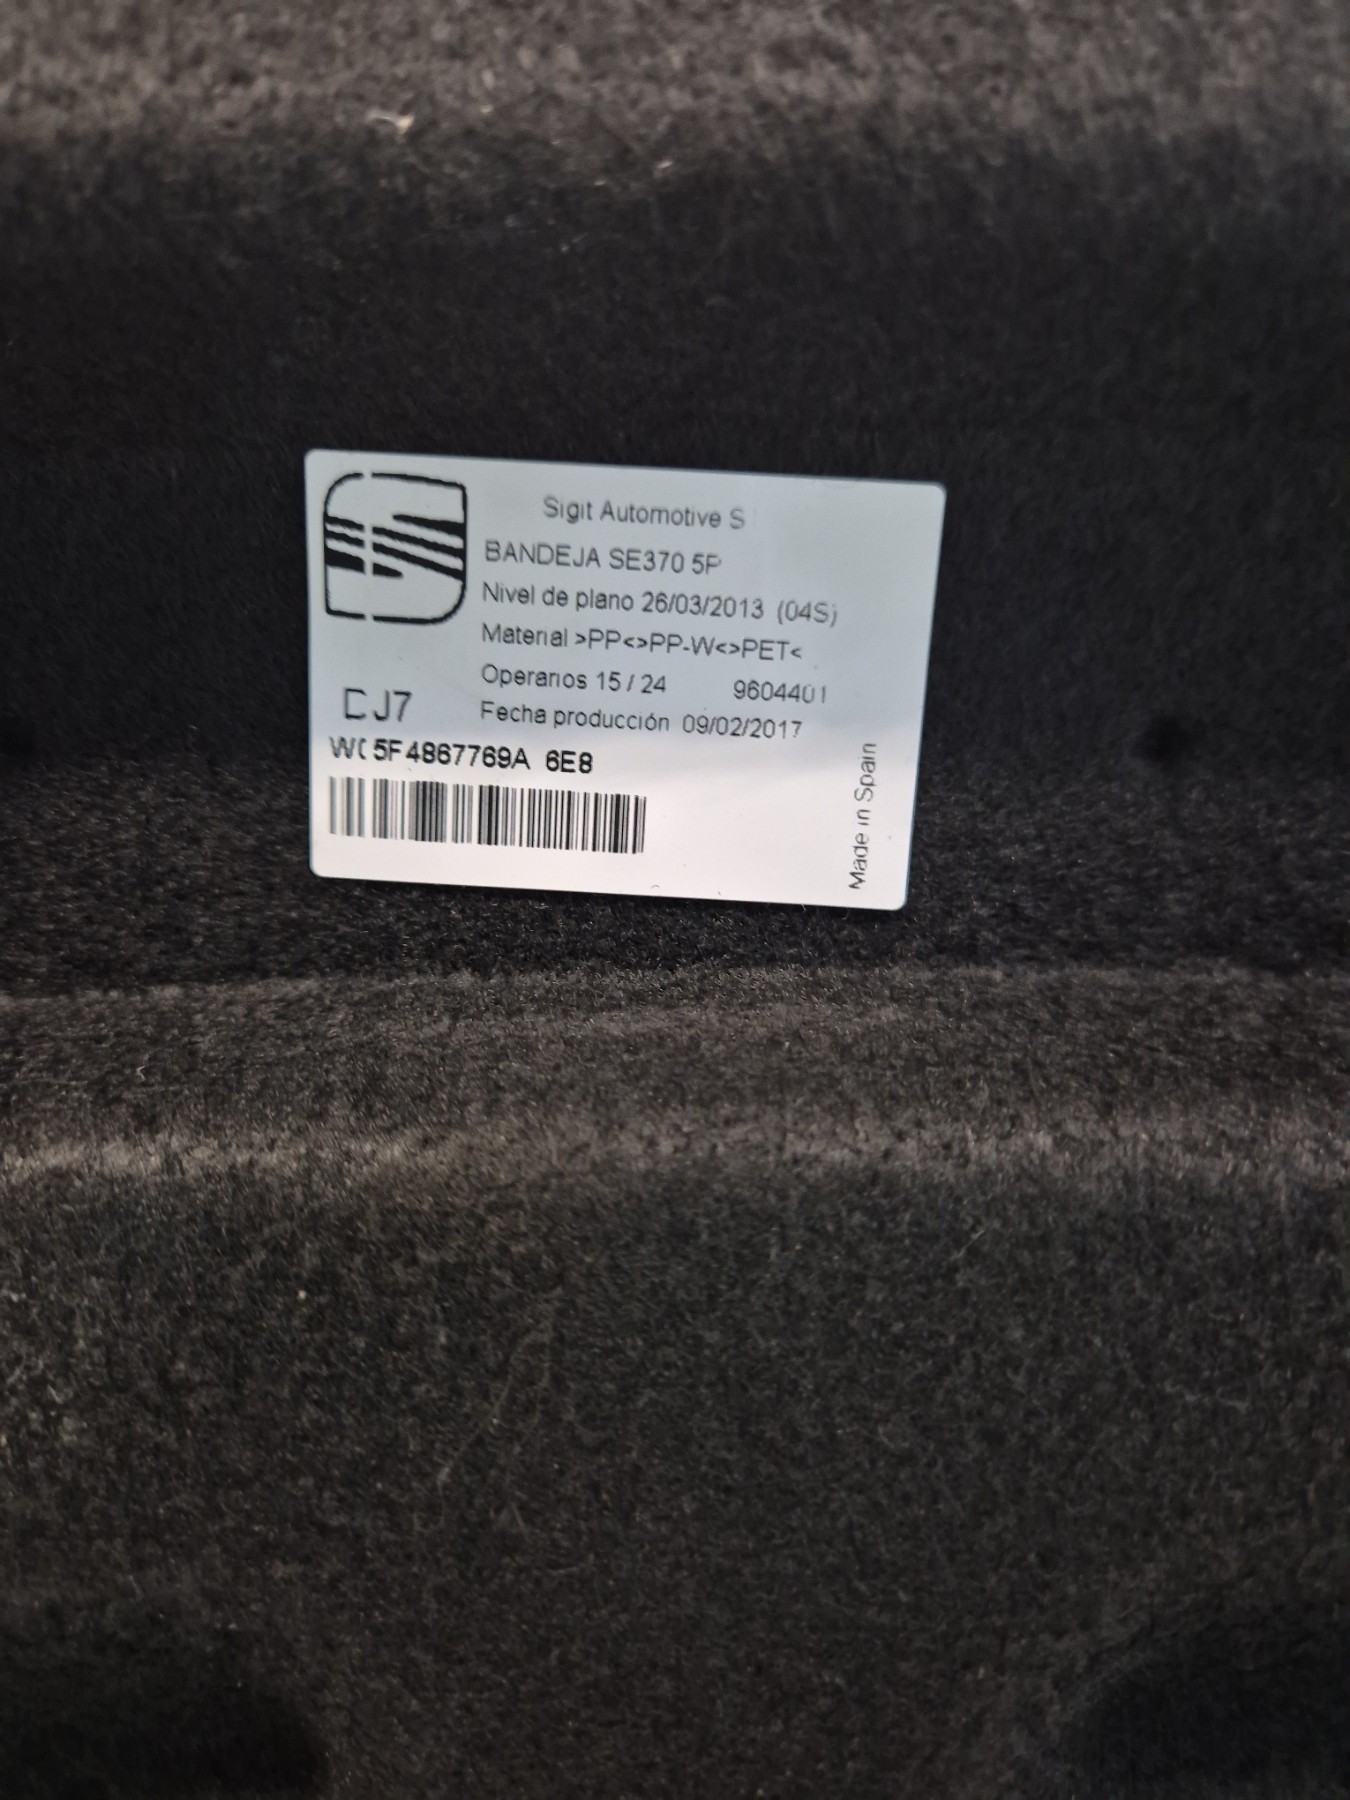 Sigit Automotive S
BANDEJA SE370 5P
Nivel de plano 26/03/2013 (04S)
Material >PP<>PP-W<>PET<
Operarios 15 / 24 9604401
DJ7 Fecha producción 09/02/2017
5F4867769A 6E8
Made in Spain